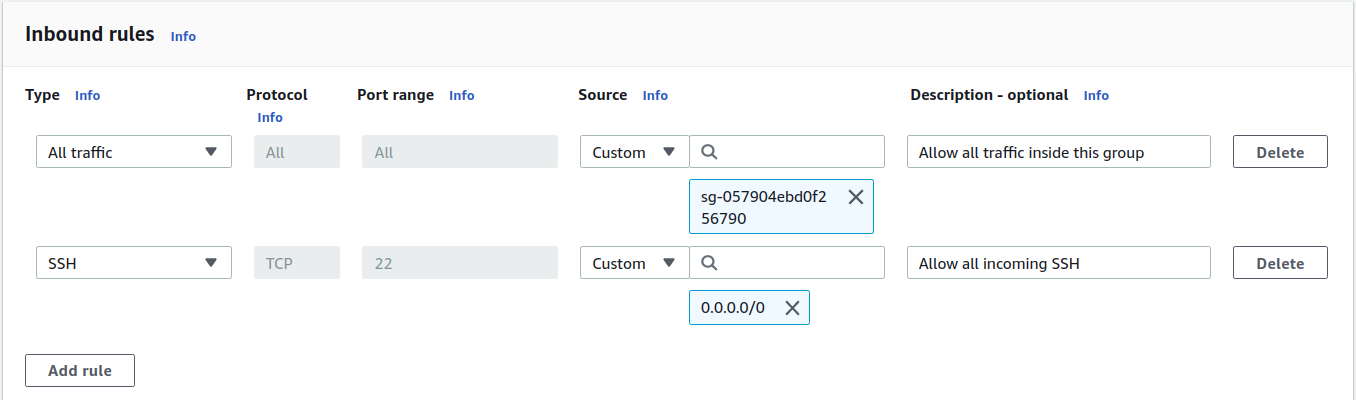 Inbound rules Info
Type Info Protocol Port range Info Source Info Description - optional Info
Info
All traffic All All Custom Allow all traffic inside this group Delete
sg-057904ebd0f2
56790
SSH TCP 22 Custom Allow all incoming SSH Delete
0.0.0.0/0
Add rule